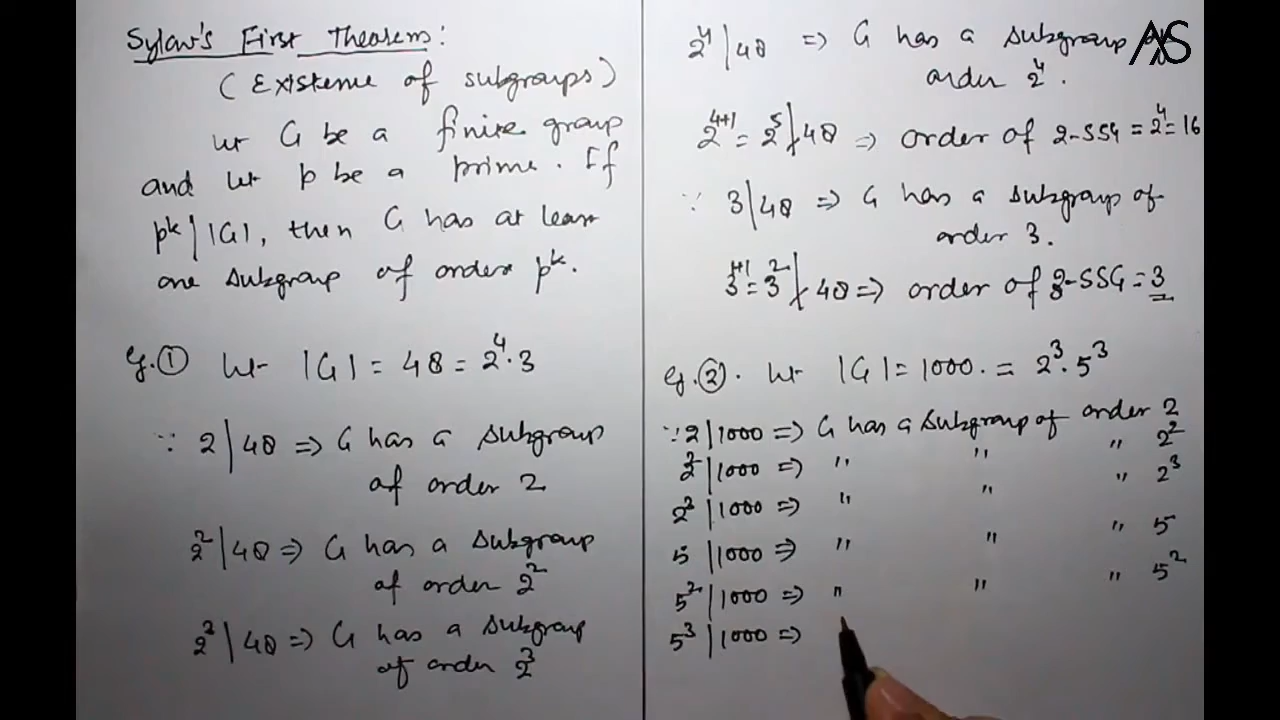 Sylow's First Theorem:
(Existence of subgroups)
Let G be a finite group
and let p be a prime. If
p^k | |G|, then G has at least
one subgroup of order p^k.
Eg. ① Let |G| = 48 = 2^4 · 3
∵ 2 | 48 ⇒ G has a subgroup
of order 2
2^2 | 48 ⇒ G has a subgroup
of order 2^2
2^3 | 48 ⇒ G has a subgroup
of order 2^3
2^4 | 48 ⇒ G has a subgroup of
order 2^4.
2^{4+1} = 2^5 ∤ 48 ⇒ order of 2-SSG = 2^4 = 16
∵ 3 | 48 ⇒ G has a subgroup of
order 3.
3^{1+1} = 3^2 ∤ 48 ⇒ order of 3-SSG = 3
Eg. ②. Let |G| = 1000. = 2^3 · 5^3
∵ 2 | 1000 ⇒ G has a subgroup of order 2
2^2 | 1000 ⇒ " " " 2^2
2^3 | 1000 ⇒ " " " 2^3
5 | 1000 ⇒ " " " 5
5^2 | 1000 ⇒ " " " 5^2
5^3 | 1000 ⇒
AS